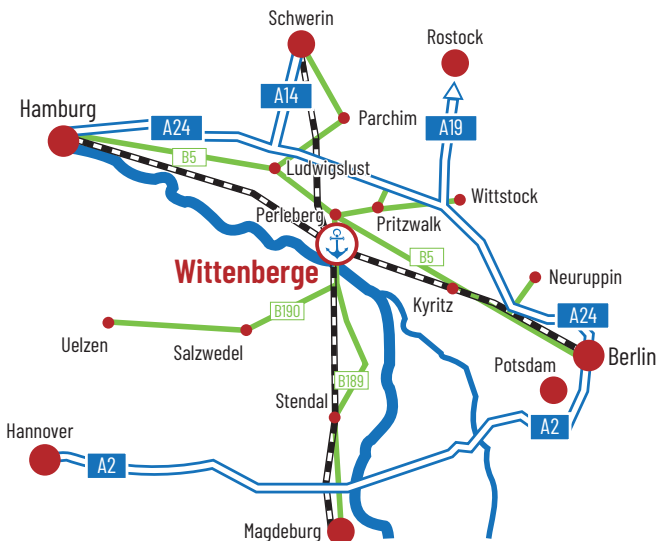 Schwerin
Rostock
Hamburg
A14
A24
A19
Parchim
B5
Ludwigslust
Wittstock
Perleberg
Pritzwalk
Wittenberge
B5
Neuruppin
Kyritz
B190
A24
Uelzen
Salzwedel
Berlin
Potsdam
B189
Stendal
A2
Hannover
A2
Magdeburg